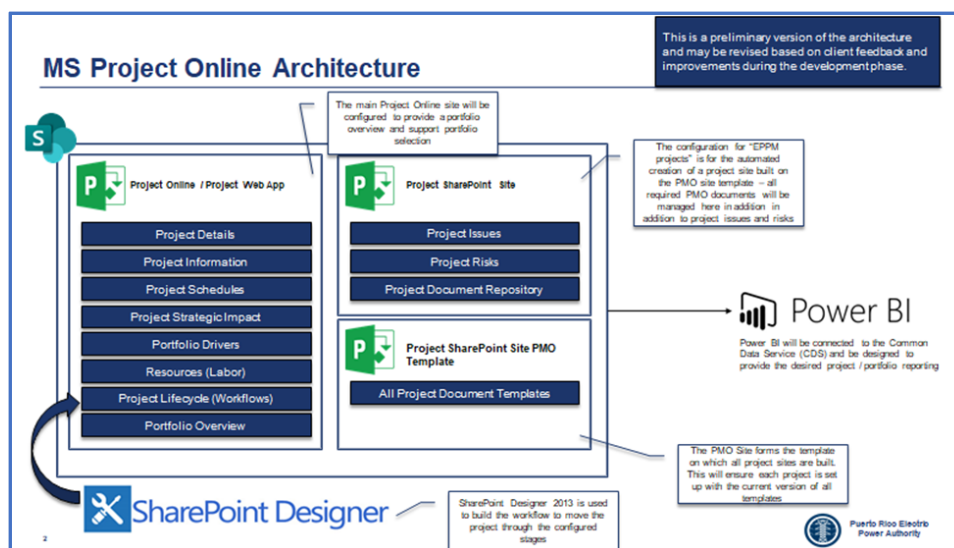 This is a preliminary version of the architecture
and may be revised based on client feedback and
improvements during the development phase.
MS Project Online Architecture
The main Project Online site will be
configured to provide a portfolio
overview and support portfolio
selection
S
The configuration for “EPPM
projects” is for the automated
creation of a project site built on
the PMO site template – all
required PMO documents will be
managed here in addition in
addition to project issues and risks
P
Project Online / Project Web App
Project Details
Project Information
Project Schedules
Project Strategic Impact
Portfolio Drivers
Resources (Labor)
Project Lifecycle (Workflows)
Portfolio Overview
P
Project SharePoint Site
Project Issues
Project Risks
Project Document Repository
P
Project SharePoint Site PMO
Template
All Project Document Templates
Power BI
Power BI will be connected to the Common
Data Service (CDS) and be designed to
provide the desired project / portfolio reporting
The PMO Site forms the template
on which all project sites are built.
This will ensure each project is set
up with the current version of all
templates
SharePoint Designer
SharePoint Designer 2013 is used
to build the workflow to move the
project through the configured
stages
2
Puerto Rico Electric
Power Authority